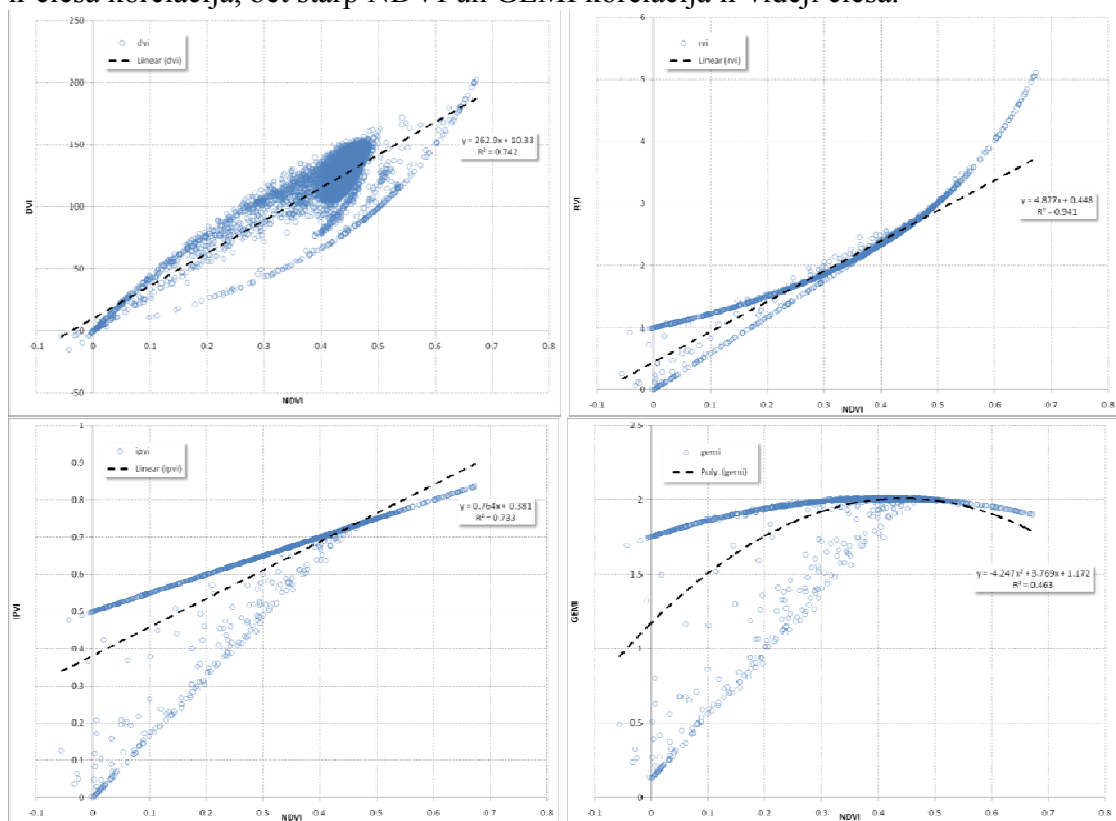 ir cieša korelācija, bet starp NDVI un GEMI korelācija ir vidēji ciešā.
dvi
Linear (dvi)
250
200
150
100
50
0
-50
-0.1 0 0.1 0.2 0.3 0.4 0.5 0.6 0.7 0.8
DVI
NDVI
y = 262.9x + 10.33
R² = 0.742
rvi
Linear (rvi)
6
5
4
3
2
1
0
-0.1 0 0.1 0.2 0.3 0.4 0.5 0.6 0.7 0.8
RVI
NDVI
y = 4.877x + 0.448
R² = 0.941
ipvi
Linear (ipvi)
1
0.9
0.8
0.7
0.6
0.5
0.4
0.3
0.2
0.1
0
-0.1 0 0.1 0.2 0.3 0.4 0.5 0.6 0.7 0.8
IPVI
NDVI
y = 0.764x + 0.381
R² = 0.733
gemi
Poly. (gemi)
2.5
2
1.5
1
0.5
0
-0.1 0 0.1 0.2 0.3 0.4 0.5 0.6 0.7 0.8
GEMI
NDVI
y = -4.247x² + 3.769x + 1.172
R² = 0.463